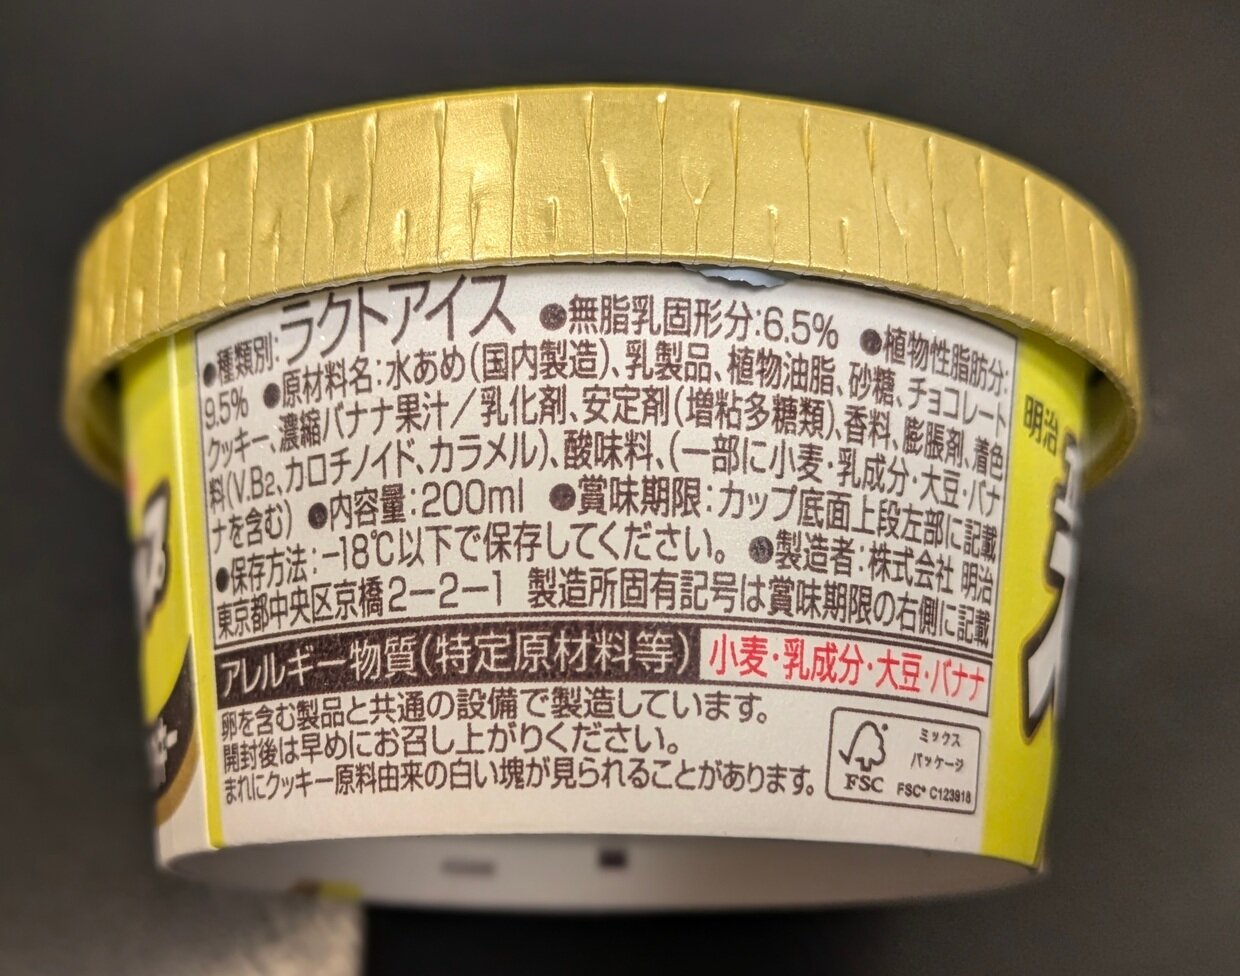 ●種類別:ラクトアイス ●無脂乳固形分:6.5% ●植物性脂肪分:
9.5% ●原材料名:水あめ(国内製造)、乳製品、植物油脂、砂糖、チョコレート
クッキー、濃縮バナナ果汁/乳化剤、安定剤(増粘多糖類)、香料、膨脹剤、着色
料(V.B₂、カロチノイド、カラメル)、酸味料、(一部に小麦・乳成分・大豆・バナ
ナを含む) ●内容量:200ml ●賞味期限:カップ底面上段左部に記載
●保存方法:−18℃以下で保存してください。 ●製造者:株式会社 明治
東京都中央区京橋2−2−1 製造所固有記号は賞味期限の右側に記載
アレルギー物質(特定原材料等) 小麦・乳成分・大豆・バナナ
卵を含む製品と共通の設備で製造しています。
開封後は早めにお召し上がりください。
まれにクッキー原料由来の白い塊が見られることがあります。
FSC
ミックス
パッケージ
FSC® C123918
明治